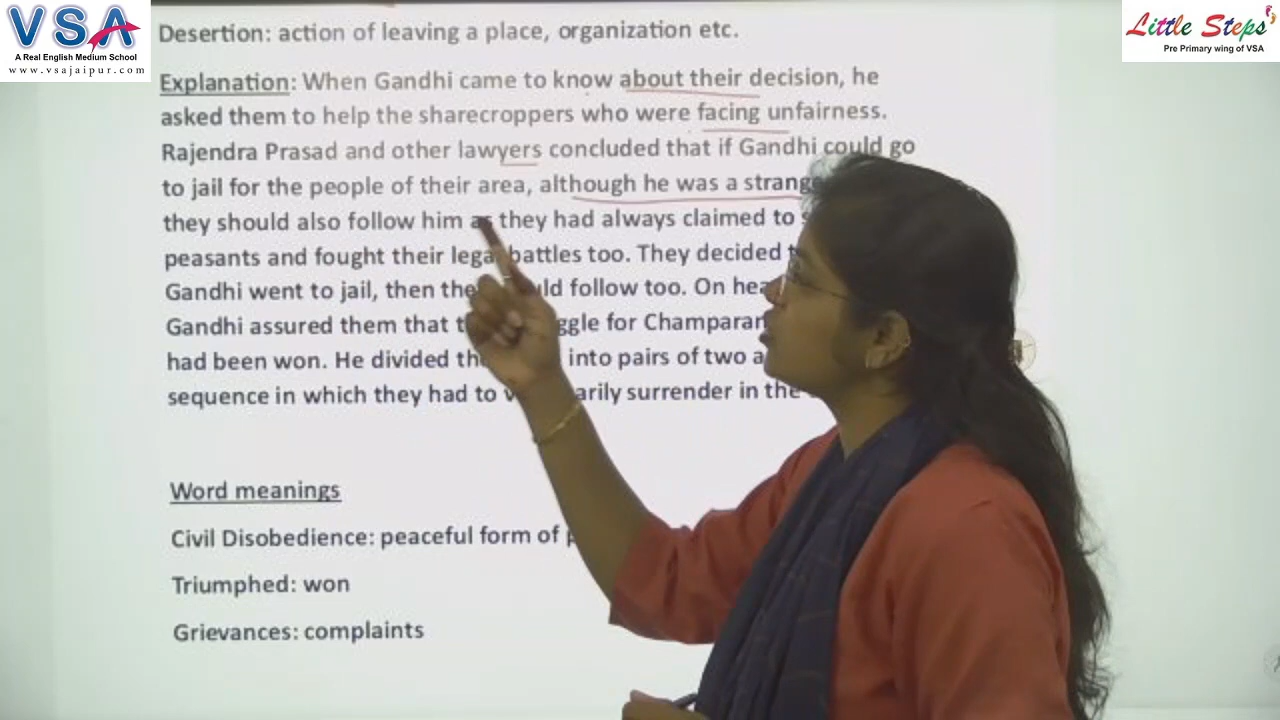 VSA
A Real English Medium School
www.vsajaipur.com
Little Steps
Pre Primary wing of VSA
Desertion: action of leaving a place, organization etc.
Explanation: When Gandhi came to know about their decision, he
asked them to help the sharecroppers who were facing unfairness.
Rajendra Prasad and other lawyers concluded that if Gandhi could go
to jail for the people of their area, although he was a
they should also follow him as they had always claimed to
peasants and fought their legal battles too. They decided
Gandhi went to jail, then follow too. On
Gandhi assured them that for Champaran
had been won. He divided into pairs of two
sequence in which they had to surrender in the
Word meanings
Civil Disobedience: peaceful form of
Triumphed: won
Grievances: complaints